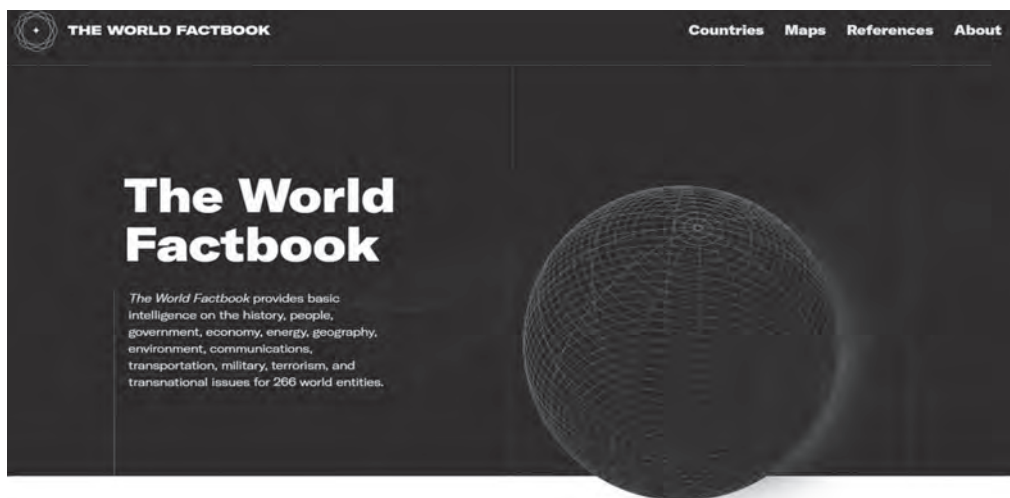 THE WORLD FACTBOOK
Countries Maps References About
The World
Factbook
The World Factbook provides basic
intelligence on the history, people,
government, economy, energy, geography,
environment, communications,
transportation, military, terrorism, and
transnational issues for 266 world entities.